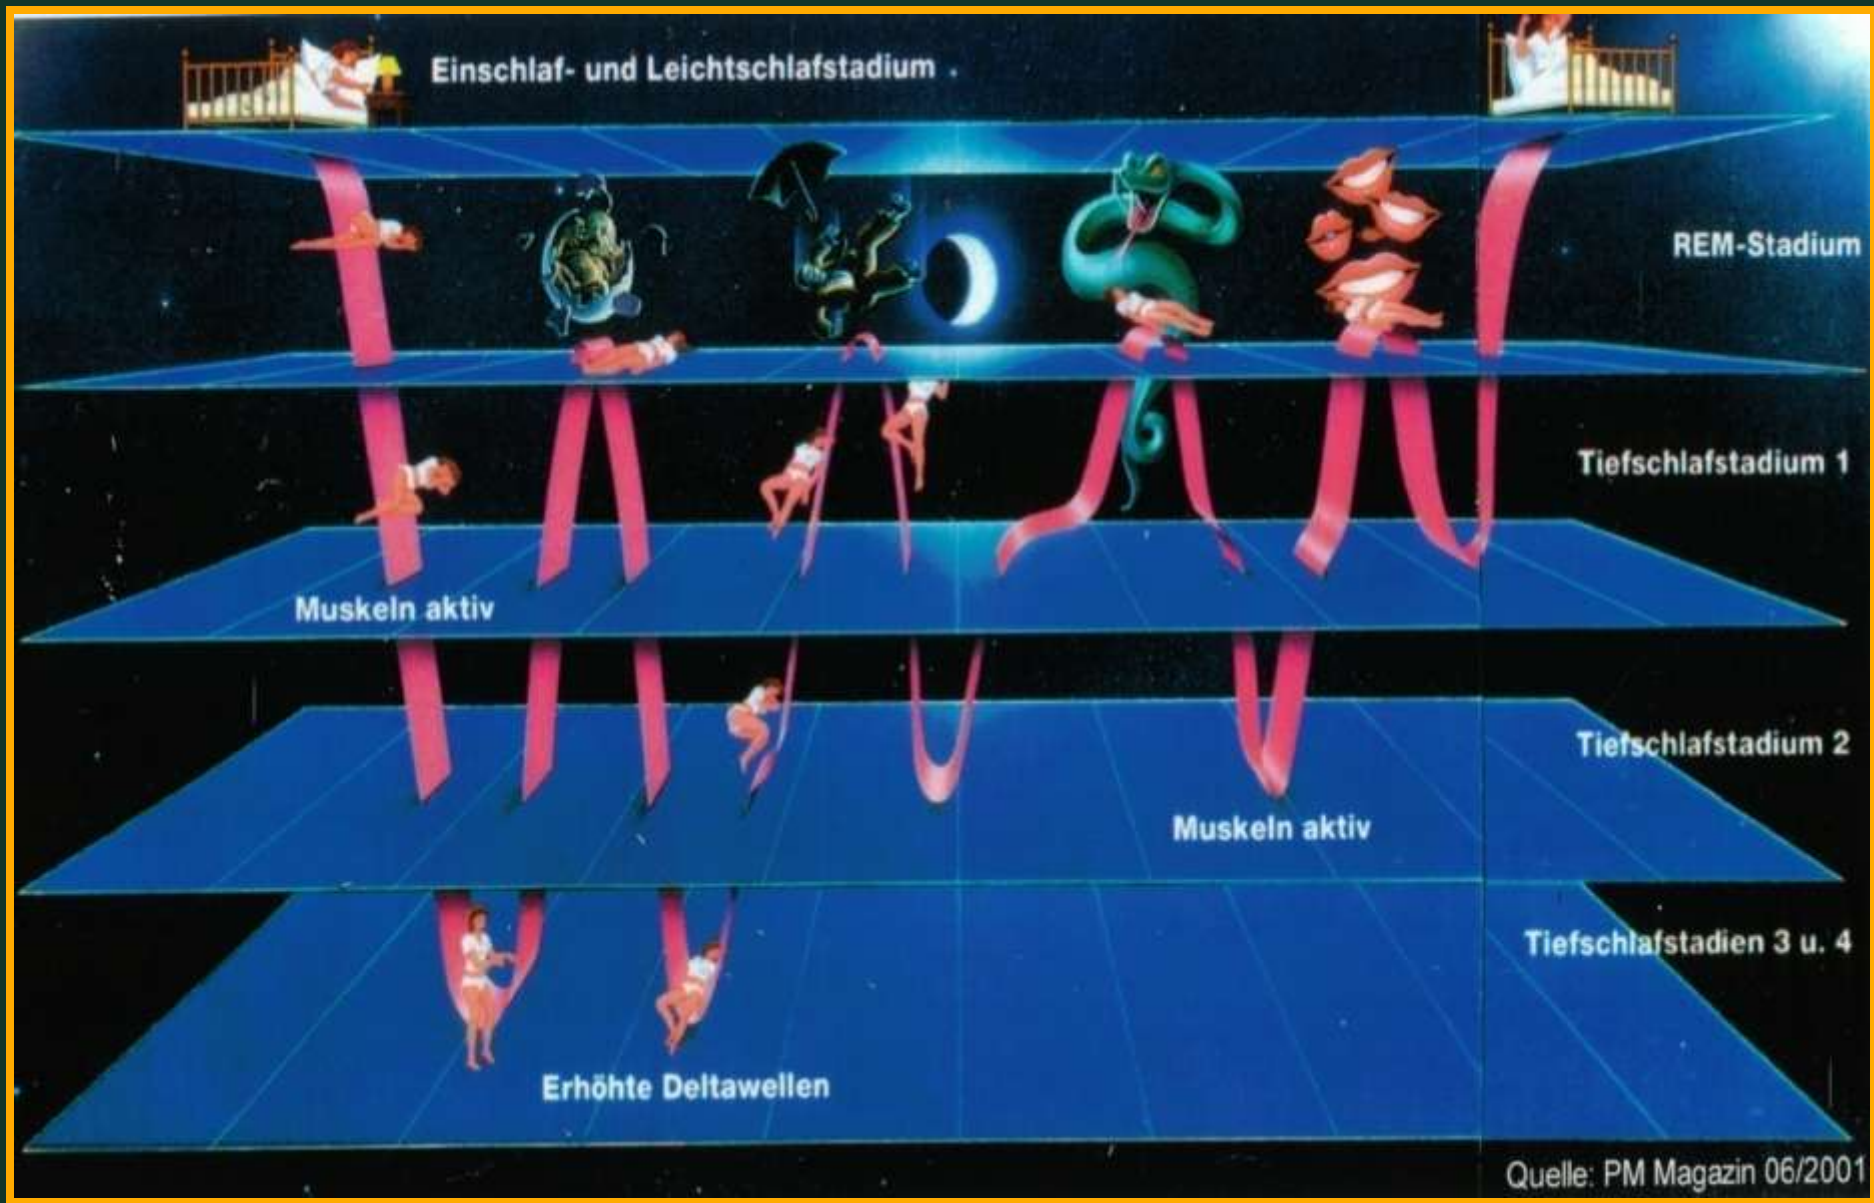 Einschlaf- und Leichtschlafstadium
REM-Stadium
Tiefschlafstadium 1
Muskeln aktiv
Tiefschlafstadium 2
Muskeln aktiv
Tiefschlafstadien 3 u. 4
Erhöhte Deltawellen
Quelle: PM Magazin 06/2001